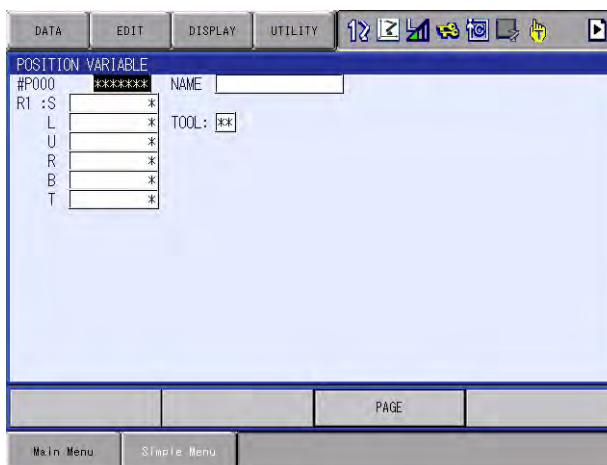 DATA EDIT DISPLAY UTILITY
POSITION VARIABLE
#P000 ******* NAME
R1 :S *
L * TOOL: **
U *
R *
B *
T *
PAGE
Main Menu Simple Menu